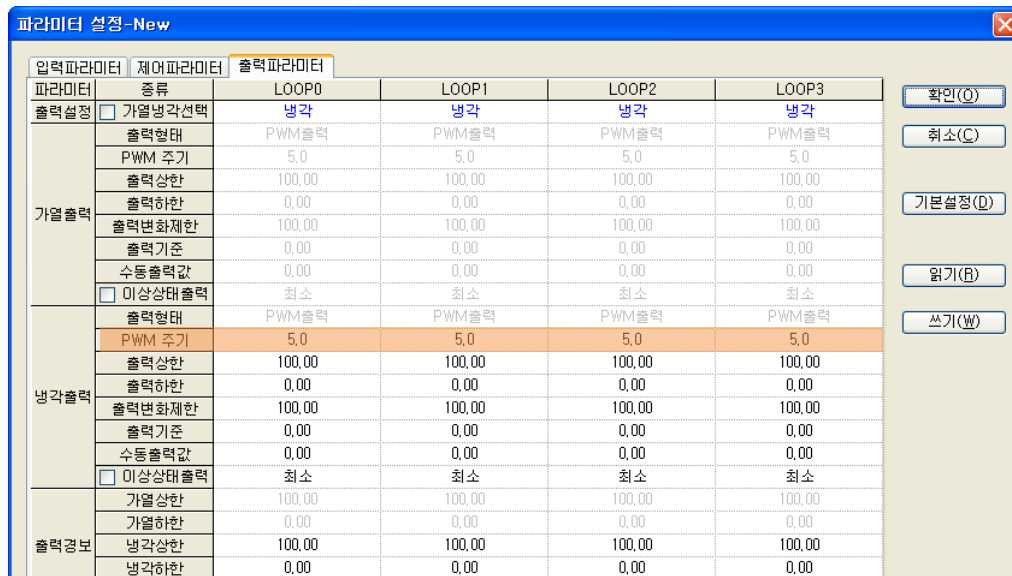 파라미터 설정-New
입력파라미터 제어파라미터 출력파라미터
파라미터 종류 LOOP0 LOOP1 LOOP2 LOOP3
출력설정 가열냉각선택 냉각 냉각 냉각 냉각
가열출력
출력형태 PWM출력 PWM출력 PWM출력 PWM출력
PWM 주기 5,0 5,0 5,0 5,0
출력상한 100,00 100,00 100,00 100,00
출력하한 0,00 0,00 0,00 0,00
출력변화제한 100,00 100,00 100,00 100,00
출력기준 0,00 0,00 0,00 0,00
수동출력값 0,00 0,00 0,00 0,00
이상상태출력 최소 최소 최소 최소
냉각출력
출력형태 PWM출력 PWM출력 PWM출력 PWM출력
PWM 주기 5,0 5,0 5,0 5,0
출력상한 100,00 100,00 100,00 100,00
출력하한 0,00 0,00 0,00 0,00
출력변화제한 100,00 100,00 100,00 100,00
출력기준 0,00 0,00 0,00 0,00
수동출력값 0,00 0,00 0,00 0,00
이상상태출력 최소 최소 최소 최소
출력경보
가열상한 100,00 100,00 100,00 100,00
가열하한 0,00 0,00 0,00 0,00
냉각상한 100,00 100,00 100,00 100,00
냉각하한 0,00 0,00 0,00 0,00
확인(O)
취소(C)
기본설정(D)
읽기(R)
쓰기(W)